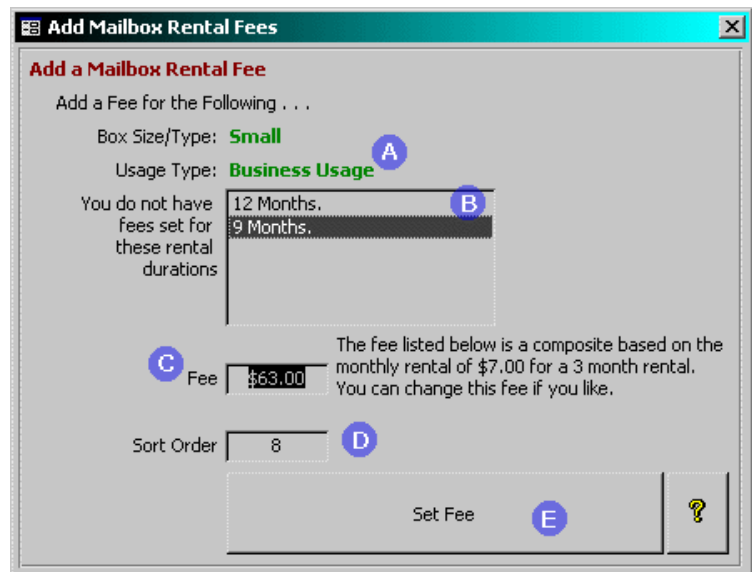 Add Mailbox Rental Fees
Add a Mailbox Rental Fee
Add a Fee for the Following . . .
Box Size/Type: Small
A
Usage Type: Business Usage
You do not have
fees set for
these rental
durations
12 Months.
B
9 Months.
The fee listed below is a composite based on the
monthly rental of $7.00 for a 3 month rental.
You can change this fee if you like.
C
Fee $63.00
Sort Order 8
D
Set Fee
E
?